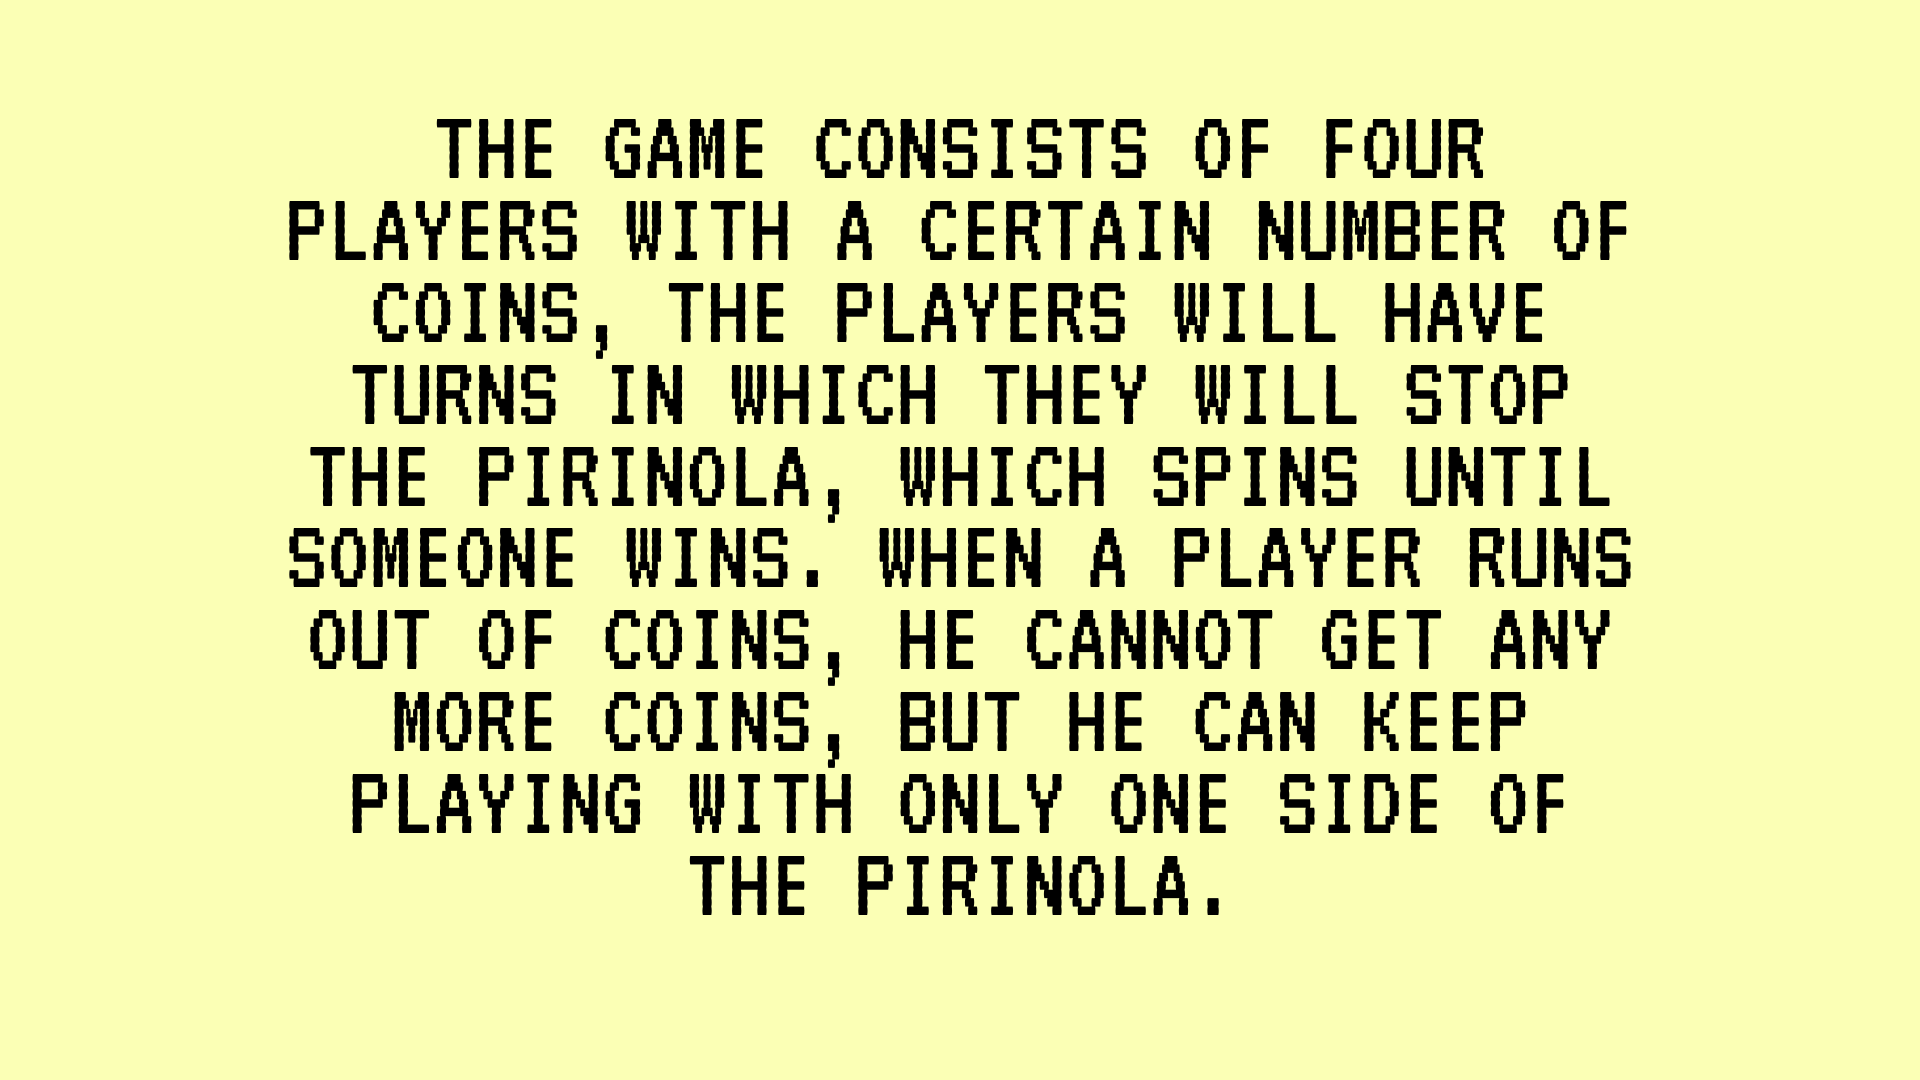 THE GAME CONSISTS OF FOUR
PLAYERS WITH A CERTAIN NUMBER OF
COINS, THE PLAYERS WILL HAVE
TURNS IN WHICH THEY WILL STOP
THE PIRINOLA, WHICH SPINS UNTIL
SOMEONE WINS. WHEN A PLAYER RUNS
OUT OF COINS, HE CANNOT GET ANY
MORE COINS, BUT HE CAN KEEP
PLAYING WITH ONLY ONE SIDE OF
THE PIRINOLA.